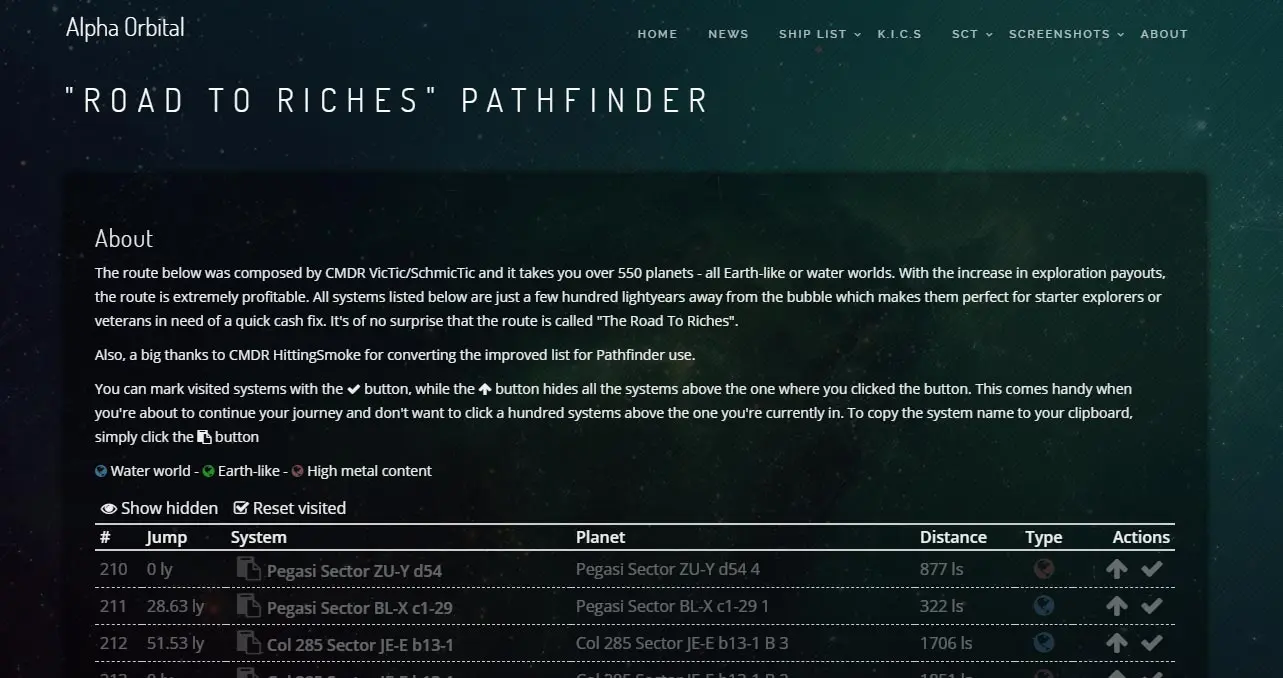 Alpha Orbital
HOME NEWS SHIP LIST K.I.C.S SCT SCREENSHOTS ABOUT
"ROAD TO RICHES" PATHFINDER
About
The route below was composed by CMDR VicTic/SchmicTic and it takes you over 550 planets - all Earth-like or water worlds. With the increase in exploration payouts,
the route is extremely profitable. All systems listed below are just a few hundred lightyears away from the bubble which makes them perfect for starter explorers or
veterans in need of a quick cash fix. It's of no surprise that the route is called "The Road To Riches".
Also, a big thanks to CMDR HittingSmoke for converting the improved list for Pathfinder use.
You can mark visited systems with the button, while the button hides all the systems above the one where you clicked the button. This comes handy when
you're about to continue your journey and don't want to click a hundred systems above the one you're currently in. To copy the system name to your clipboard,
simply click the button
Water world - Earth-like - High metal content
Show hidden Reset visited
# Jump System Planet Distance Type Actions
210 0 ly Pegasi Sector ZU-Y d54 Pegasi Sector ZU-Y d54 4 877 ls
211 28.63 ly Pegasi Sector BL-X c1-29 Pegasi Sector BL-X c1-29 1 322 ls
212 51.53 ly Col 285 Sector JE-E b13-1 Col 285 Sector JE-E b13-1 B 3 1706 ls